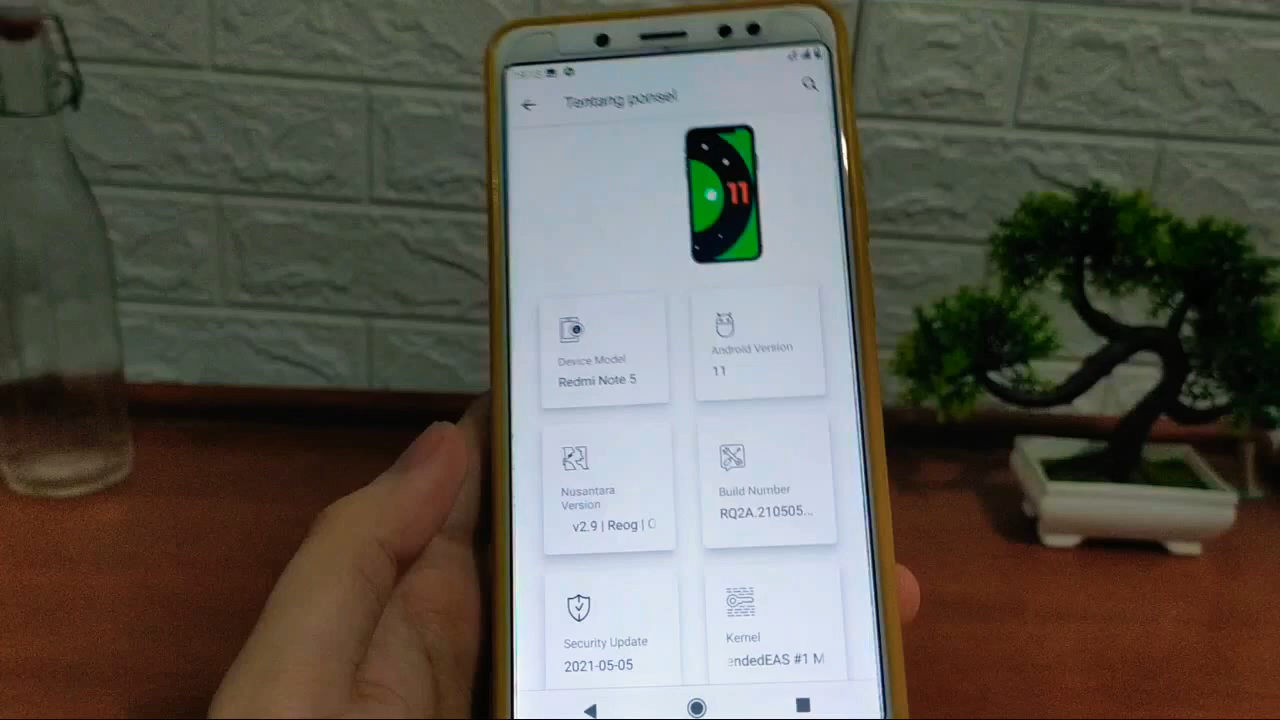 Tentang ponsel
11
Device Model
Redmi Note 5
Android Version
11
Nusantara
Version
v2.9 | Reog | O
Build Number
RQ2A.210505...
Security Update
2021-05-05
Kernel
endedEAS #1 M